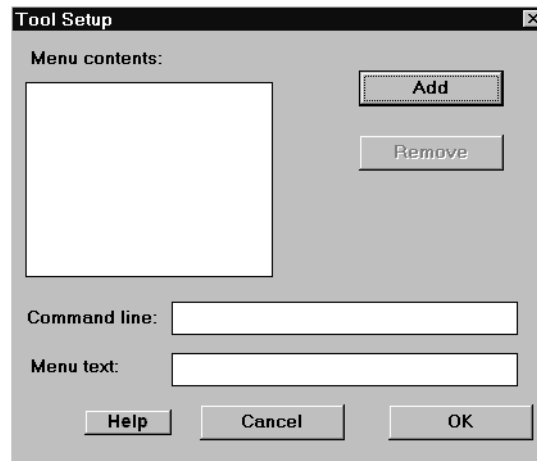 Tool Setup
Menu contents:
Add
Remove
Command line:
Menu text:
Help Cancel OK